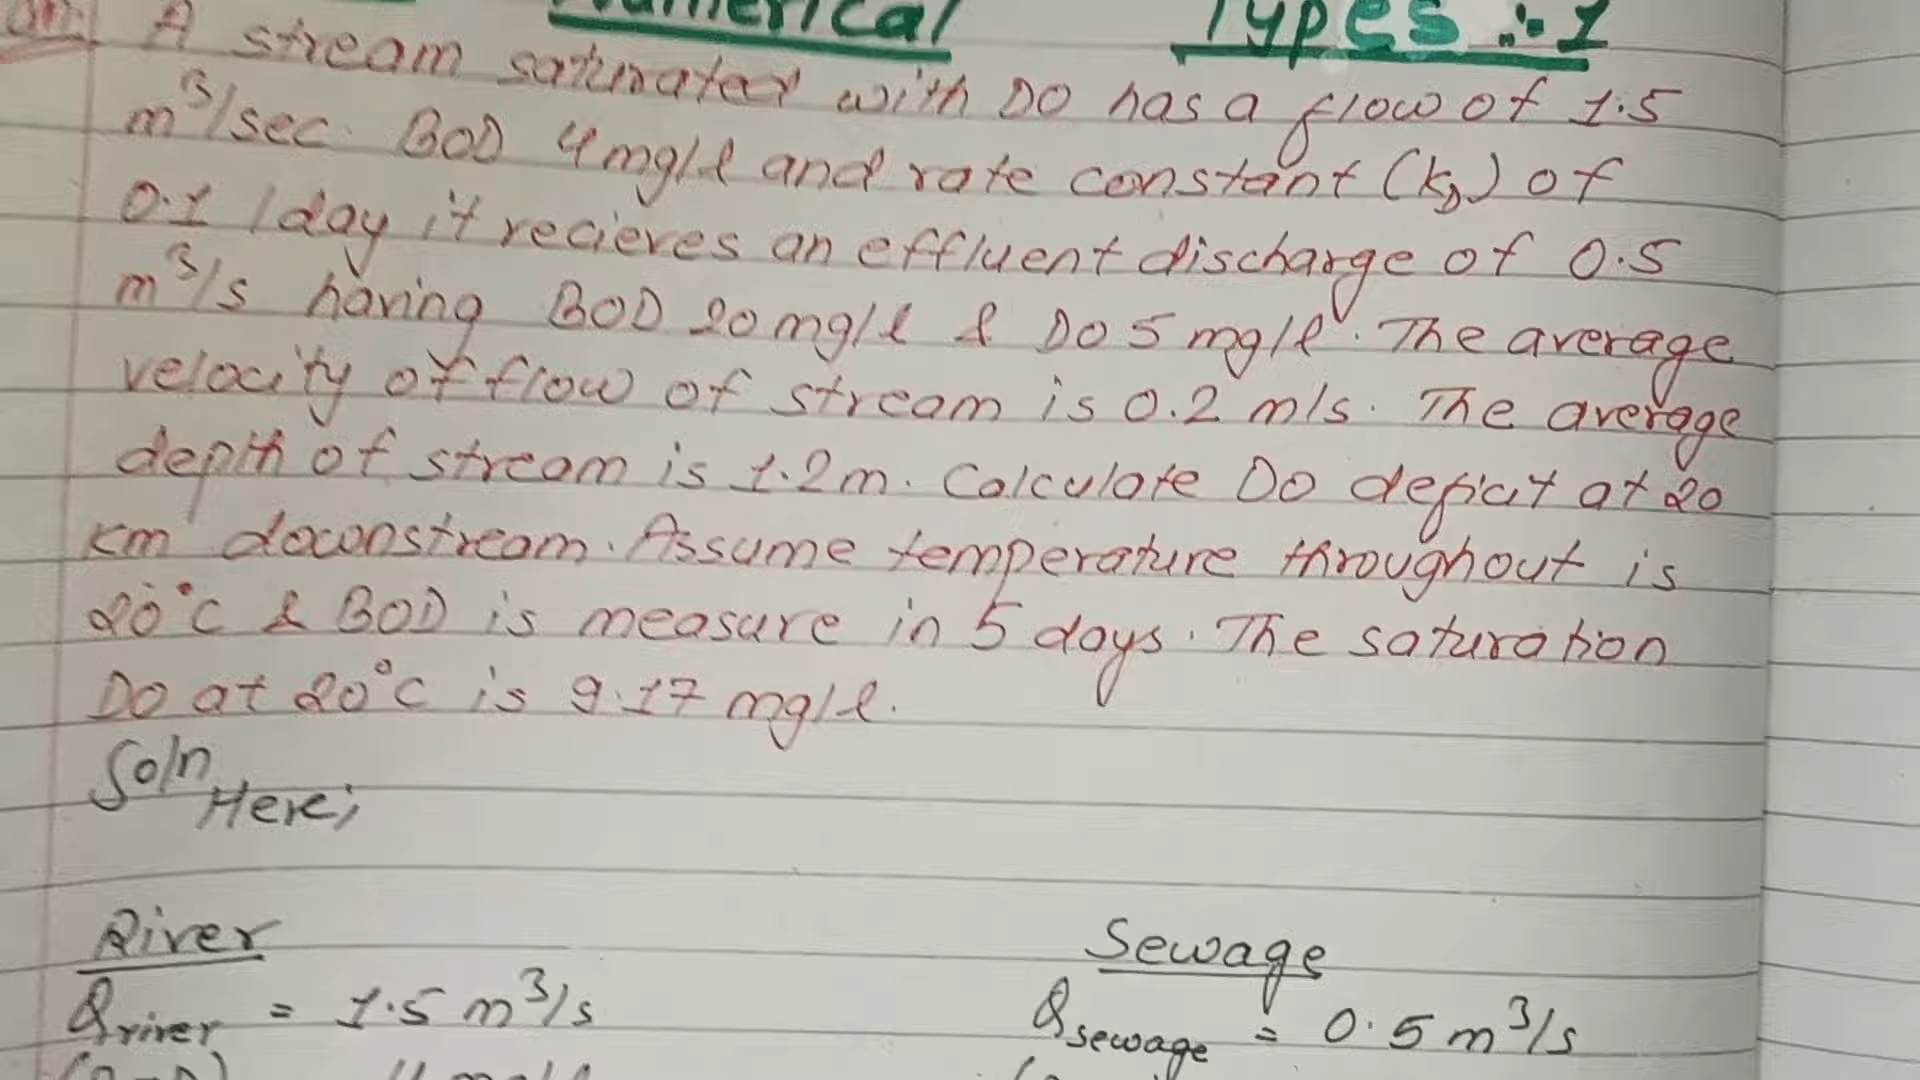 Numerical Types :- 1
A stream saturated with DO has a flow of 1.5
m³/sec. BOD 4mg/l and rate constant (kD) of
0.1 /day it recieves an effluent discharge of 0.5
m³/s having BOD 20 mg/l & DO 5 mg/l. The average
velocity of flow of stream is 0.2 m/s. The average
depth of stream is 1.2m. Calculate DO deficit at 20
km downstream. Assume temperature throughout is
20°C & BOD is measure in 5 days. The saturation
DO at 20°C is 9.17 mg/l.
Soln
Here;
River Sewage
Qriver = 1.5 m³/s Qsewage = 0.5 m³/s